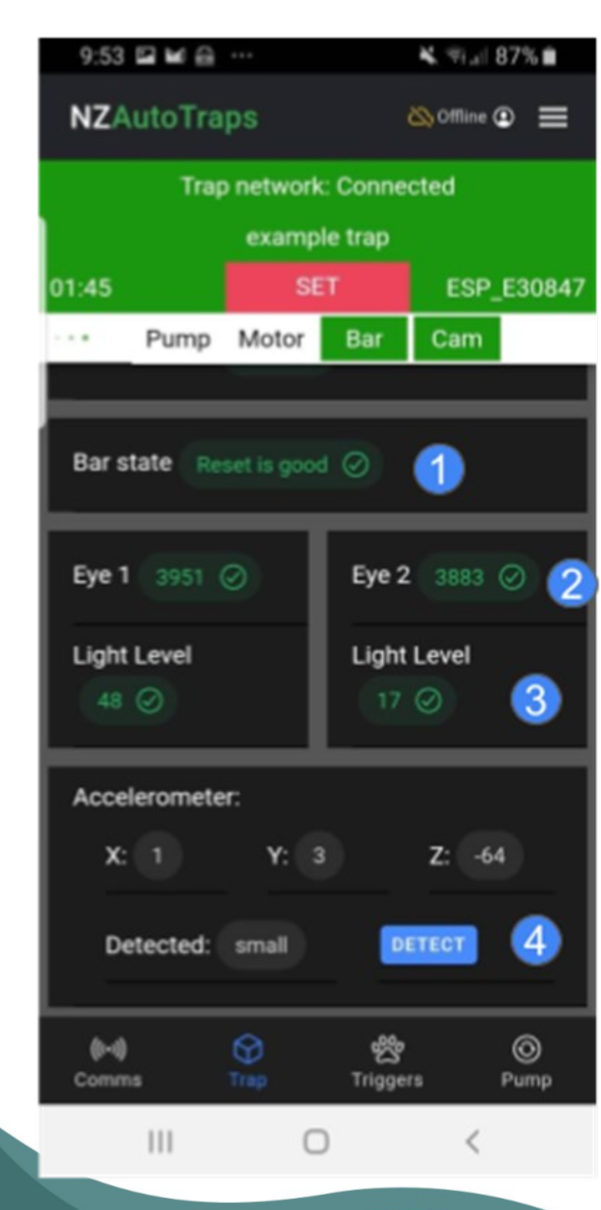 9:53 ... 87%
NZAutoTraps Offline
Trap network: Connected
example trap
01:45 SET ESP_E30847
Pump Motor Bar Cam
Bar state Reset is good 1
Eye 1 3951 Eye 2 3883 2
Light Level Light Level
48 17 3
Accelerometer:
X: 1 Y: 3 Z: -64
Detected: small DETECT 4
Comms Trap Triggers Pump